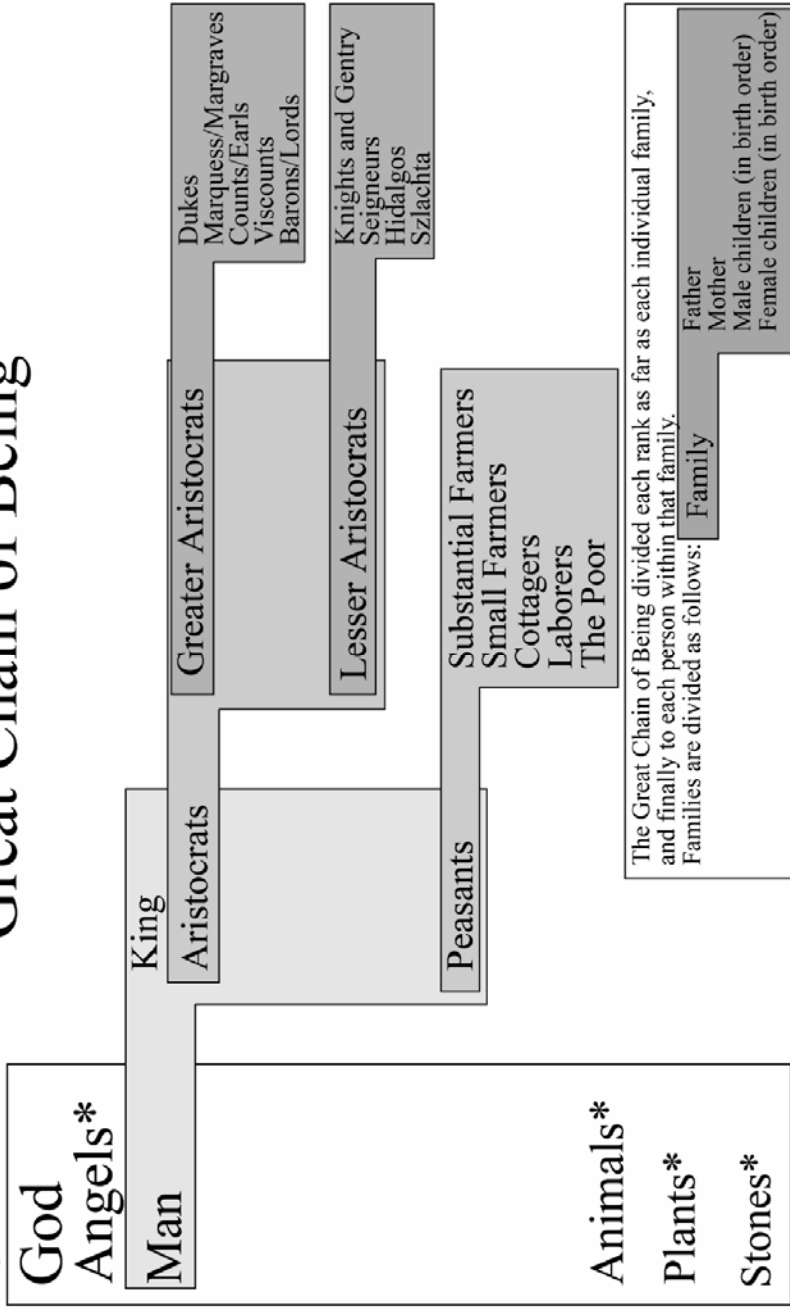 Great Chain of Being
God
Angels*
Man
King
Aristocrats
Greater Aristocrats
Dukes
Marquess/Margraves
Counts/Earls
Viscounts
Barons/Lords
Lesser Aristocrats
Knights and Gentry
Seigneurs
Hidalgos
Szlachta
Peasants
Substantial Farmers
Small Farmers
Cottagers
Laborers
The Poor
Animals*
Plants*
Stones*
The Great Chain of Being divided each rank as far as each individual family,
and finally to each person within that family.
Families are divided as follows:
Family
Father
Mother
Male children (in birth order)
Female children (in birth order)